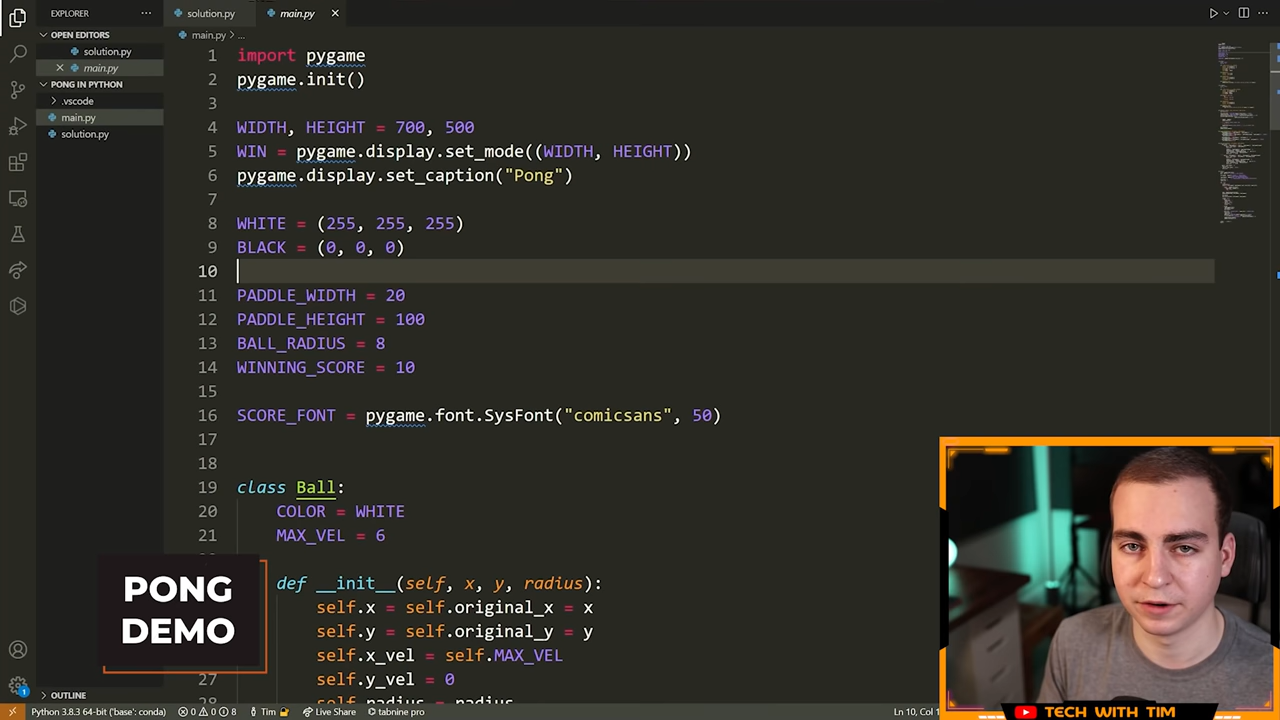 EXPLORER
solution.py
main.py
OPEN EDITORS
solution.py
main.py
PONG IN PYTHON
.vscode
main.py
solution.py
main.py > ...
1 import pygame
2 pygame.init()
3
4 WIDTH, HEIGHT = 700, 500
5 WIN = pygame.display.set_mode((WIDTH, HEIGHT))
6 pygame.display.set_caption("Pong")
7
8 WHITE = (255, 255, 255)
9 BLACK = (0, 0, 0)
10
11 PADDLE_WIDTH = 20
12 PADDLE_HEIGHT = 100
13 BALL_RADIUS = 8
14 WINNING_SCORE = 10
15
16 SCORE_FONT = pygame.font.SysFont("comicsans", 50)
17
18
19 class Ball:
20 COLOR = WHITE
21 MAX_VEL = 6
def __init__(self, x, y, radius):
self.x = self.original_x = x
self.y = self.original_y = y
self.x_vel = self.MAX_VEL
27 self.y_vel = 0
28 self.radius = radius
PONG
DEMO
OUTLINE
1
Python 3.8.3 64-bit ('base': conda)
0 0 8
Tim
Live Share
tabnine pro
Ln 10, Col 1
TECH WITH TIM